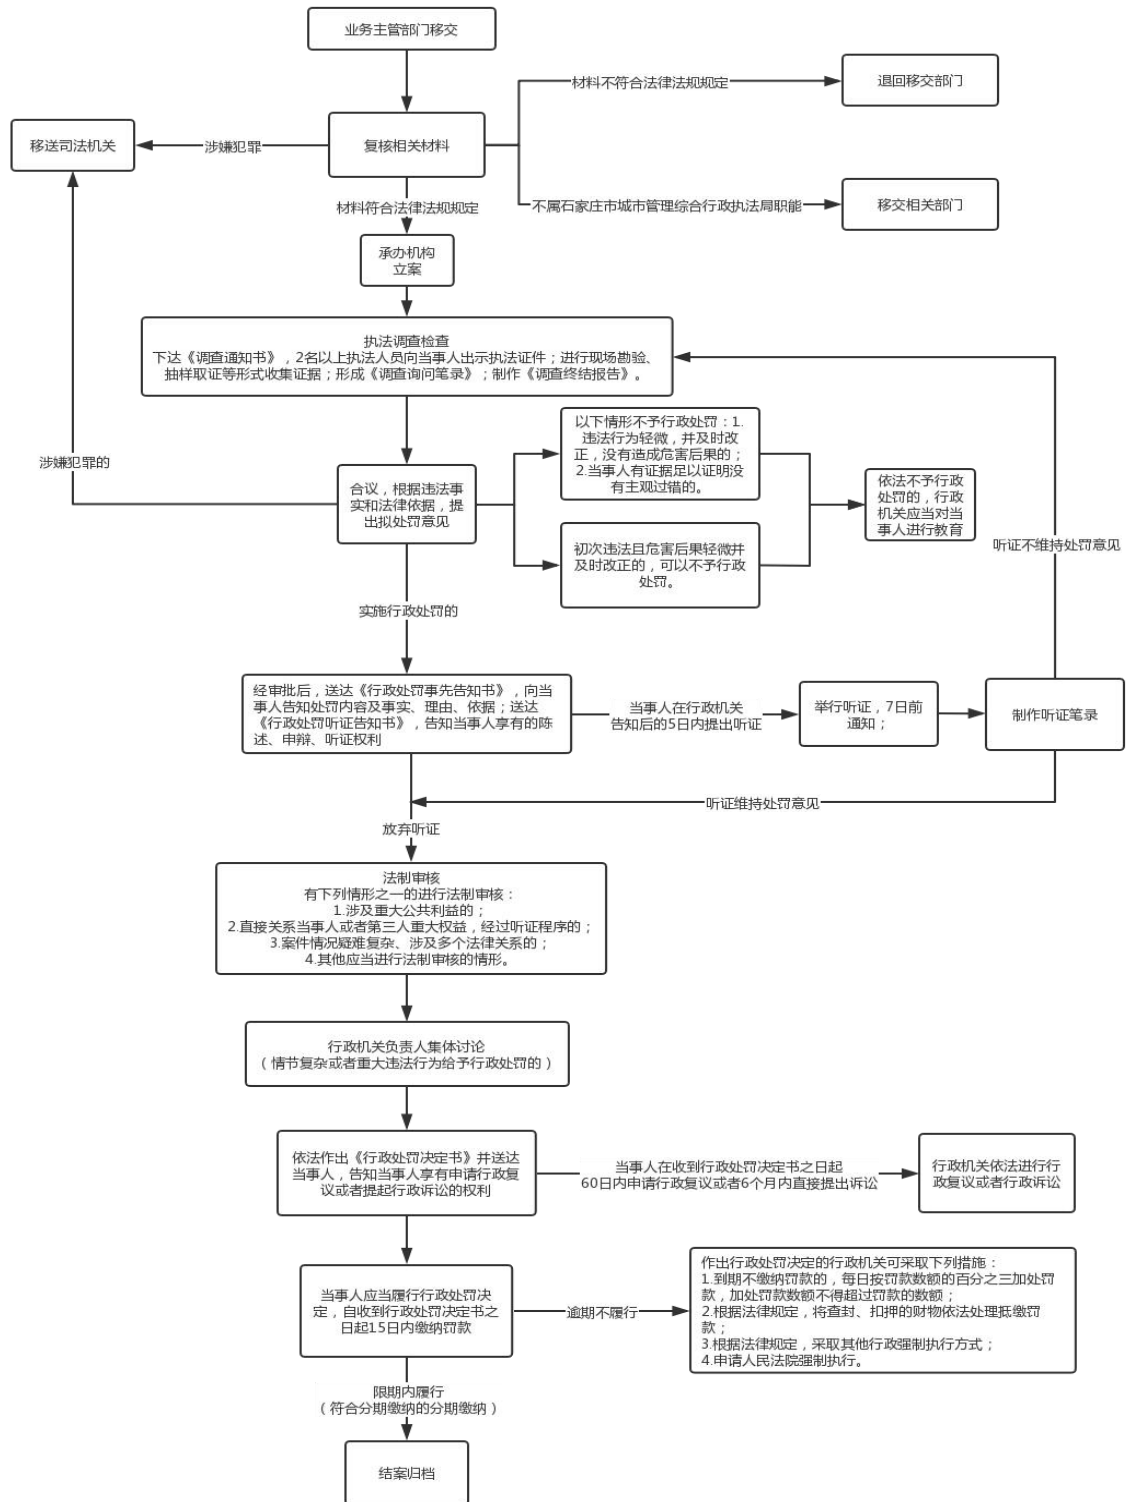 业务主管部门移交
材料不符合法律法规规定
退回移交部门
移送司法机关
涉嫌犯罪
复核相关材料
不属石家庄市城市管理综合行政执法局职能
移交相关部门
材料符合法律法规规定
承办机构
立案
执法调查检查
下达《调查通知书》，2名以上执法人员向当事人出示执法证件；进行现场勘验、
抽样取证等形式收集证据；形成《调查询问笔录》；制作《调查终结报告》。
以下情形不予行政处罚：1.
违法行为轻微，并及时改
正，没有造成危害后果的；
2.当事人有证据足以证明没
有主观过错的。
涉嫌犯罪的
合议，根据违法事
实和法律依据，提
出拟处罚意见
依法不予行政
处罚的，行政
机关应当对当
事人进行教育
初次违法且危害后果轻微并
及时改正的，可以不予行政
处罚。
听证不维持处罚意见
实施行政处罚的
经审批后，送达《行政处罚事先告知书》，向当
事人告知处罚内容及事实、理由、依据；送达
《行政处罚听证告知书》，告知当事人享有的陈
述、申辩、听证权利
当事人在行政机关
告知后的5日内提出听证
举行听证，7日前
通知；
制作听证笔录
听证维持处罚意见
放弃听证
法制审核
有下列情形之一的进行法制审核：
1.涉及重大公共利益的；
2.直接关系当事人或者第三人重大权益，经过听证程序的；
3.案件情况疑难复杂、涉及多个法律关系的；
4.其他应当进行法制审核的情形。
行政机关负责人集体讨论
（情节复杂或者重大违法行为给予行政处罚的）
依法作出《行政处罚决定书》并送达
当事人，告知当事人享有申请行政复
议或者提起行政诉讼的权利
当事人在收到行政处罚决定书之日起
60日内申请行政复议或者6个月内直接提出诉讼
行政机关依法进行行
政复议或者行政诉讼
当事人应当履行行政处罚决
定，自收到行政处罚决定书之
日起15日内缴纳罚款
逾期不履行
作出行政处罚决定的行政机关可采取下列措施：
1.到期不缴纳罚款的，每日按罚款数额的百分之三加处罚
款，加处罚款数额不得超过罚款的数额；
2.根据法律规定，将查封、扣押的财物依法处理抵缴罚
款；
3.根据法律规定，采取其他行政强制执行方式；
4.申请人民法院强制执行。
限期内履行
（符合分期缴纳的分期缴纳）
结案归档